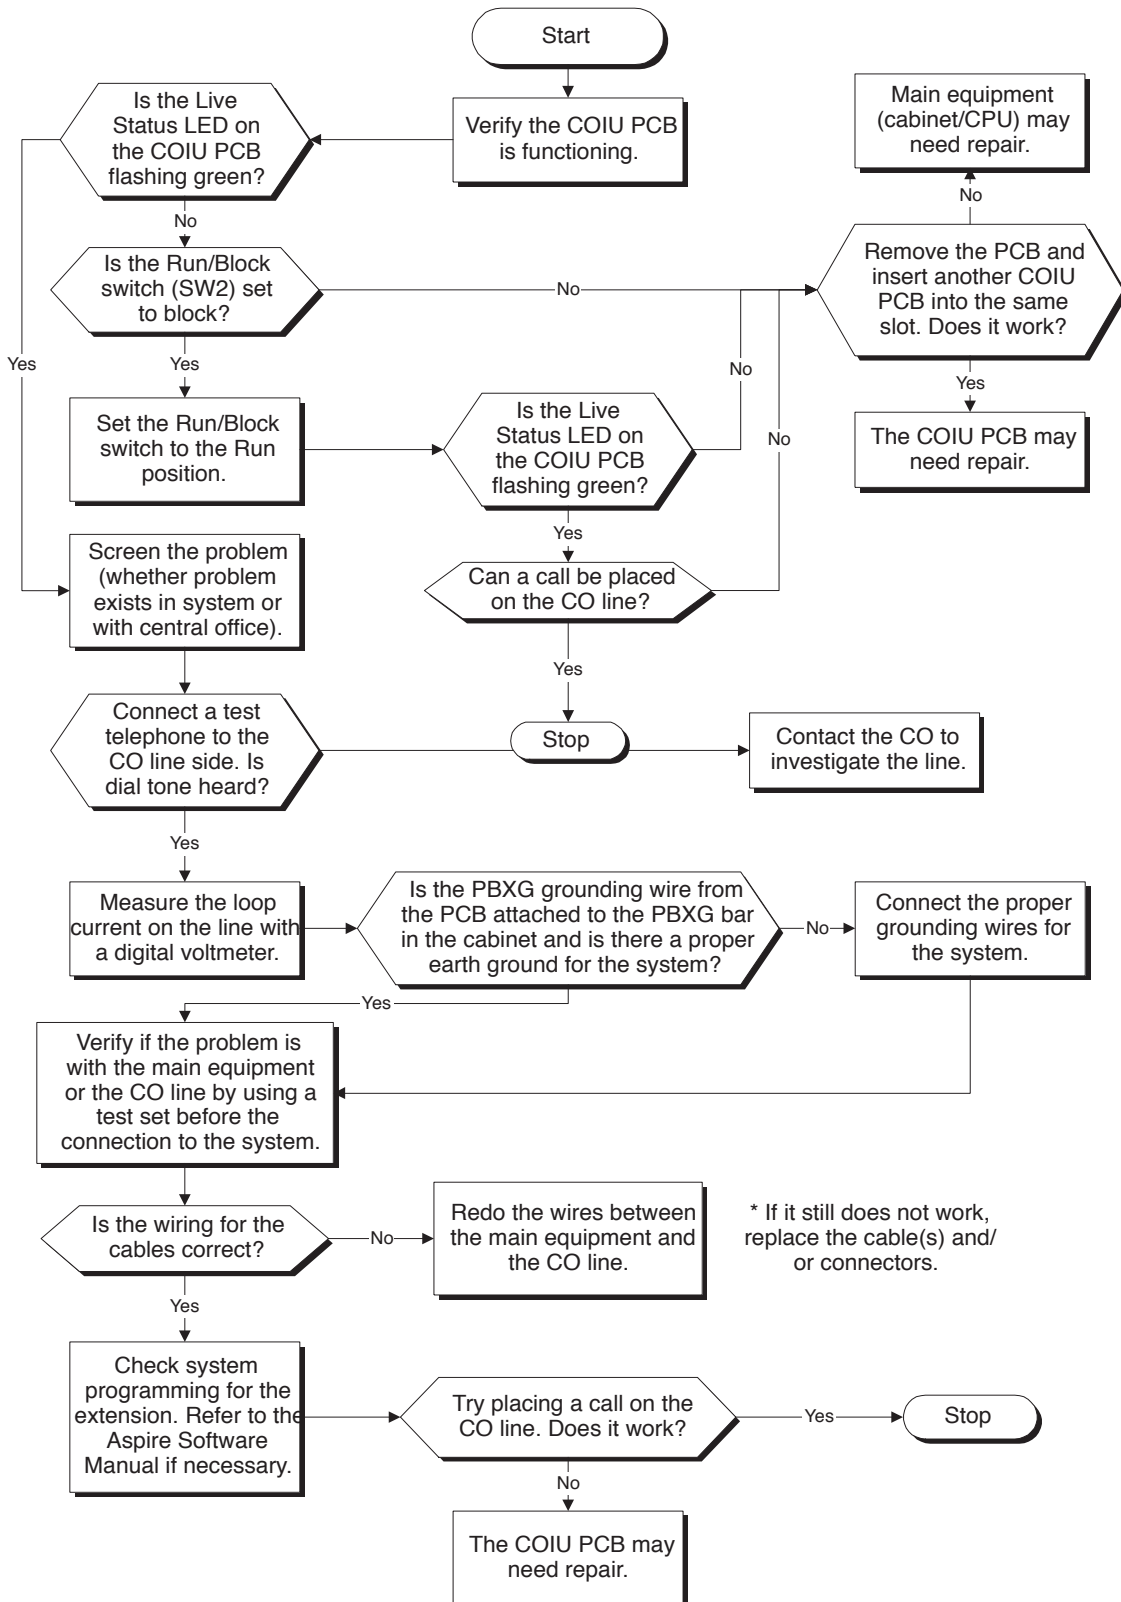 Start
Verify the COIU PCB
is functioning.
Is the Live
Status LED on
the COIU PCB
flashing green?
Main equipment
(cabinet/CPU) may
need repair.
No
No
Is the Run/Block
switch (SW2) set
to block?
No
Remove the PCB and
insert another COIU
PCB into the same
slot. Does it work?
Yes
Yes
No
Yes
Set the Run/Block
switch to the Run
position.
Is the Live
Status LED on
the COIU PCB
flashing green?
No
The COIU PCB may
need repair.
Yes
Screen the problem
(whether problem
exists in system or
with central office).
Can a call be placed
on the CO line?
Yes
Connect a test
telephone to the
CO line side. Is
dial tone heard?
Stop
Contact the CO to
investigate the line.
Yes
Measure the loop
current on the line with
a digital voltmeter.
Is the PBXG grounding wire from
the PCB attached to the PBXG bar
in the cabinet and is there a proper
earth ground for the system?
No
Connect the proper
grounding wires for
the system.
Yes
Verify if the problem is
with the main equipment
or the CO line by using a
test set before the
connection to the system.
Is the wiring for the
cables correct?
No
Redo the wires between
the main equipment and
the CO line.
* If it still does not work,
replace the cable(s) and/
or connectors.
Yes
Check system
programming for the
extension. Refer to the
Aspire Software
Manual if necessary.
Try placing a call on the
CO line. Does it work?
Yes
Stop
No
The COIU PCB may
need repair.